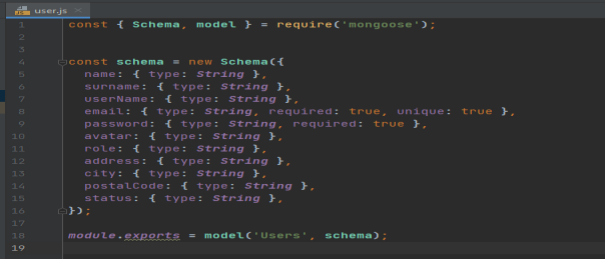 user.js
1 const { Schema, model } = require('mongoose');
2
3
4 const schema = new Schema({
5 name: { type: String },
6 surname: { type: String },
7 userName: { type: String },
8 email: { type: String, required: true, unique: true },
9 password: { type: String, required: true },
10 avatar: { type: String },
11 role: { type: String },
12 address: { type: String },
13 city: { type: String },
14 postalCode: { type: String },
15 status: { type: String },
16 });
17
18 module.exports = model('Users', schema);
19